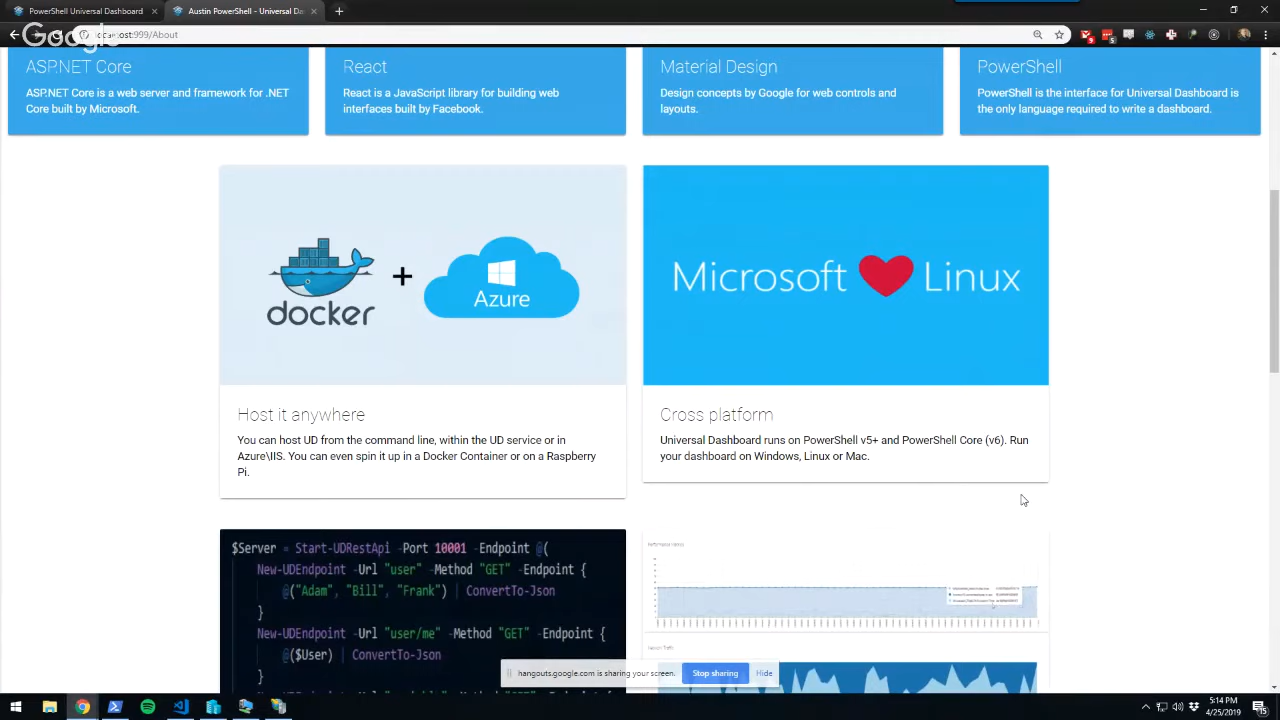 PowerShell Universal Dashboard
Austin PowerShell - Universal Da
Google
localhost:999/About
ASP.NET Core
ASP.NET Core is a web server and framework for .NET
Core built by Microsoft.
React
React is a JavaScript library for building web
interfaces built by Facebook.
Material Design
Design concepts by Google for web controls and
layouts.
PowerShell
PowerShell is the interface for Universal Dashboard is
the only language required to write a dashboard.
docker
+
Azure
Microsoft
Linux
Host it anywhere
You can host UD from the command line, within the UD service or in
Azure\IIS. You can even spin it up in a Docker Container or on a Raspberry
Pi.
Cross platform
Universal Dashboard runs on PowerShell v5+ and PowerShell Core (v6). Run
your dashboard on Windows, Linux or Mac.
$Server = Start-UDRestApi -Port 10001 -Endpoint @(
New-UDEndpoint -Url "user" -Method "GET" -Endpoint {
@("Adam", "Bill", "Frank") | ConvertTo-Json
}
New-UDEndpoint -Url "user/me" -Method "GET" -Endpoint {
@($User) | ConvertTo-Json
}
hangouts.google.com is sharing your screen.
Stop sharing
Hide
5:14 PM
4/25/2019